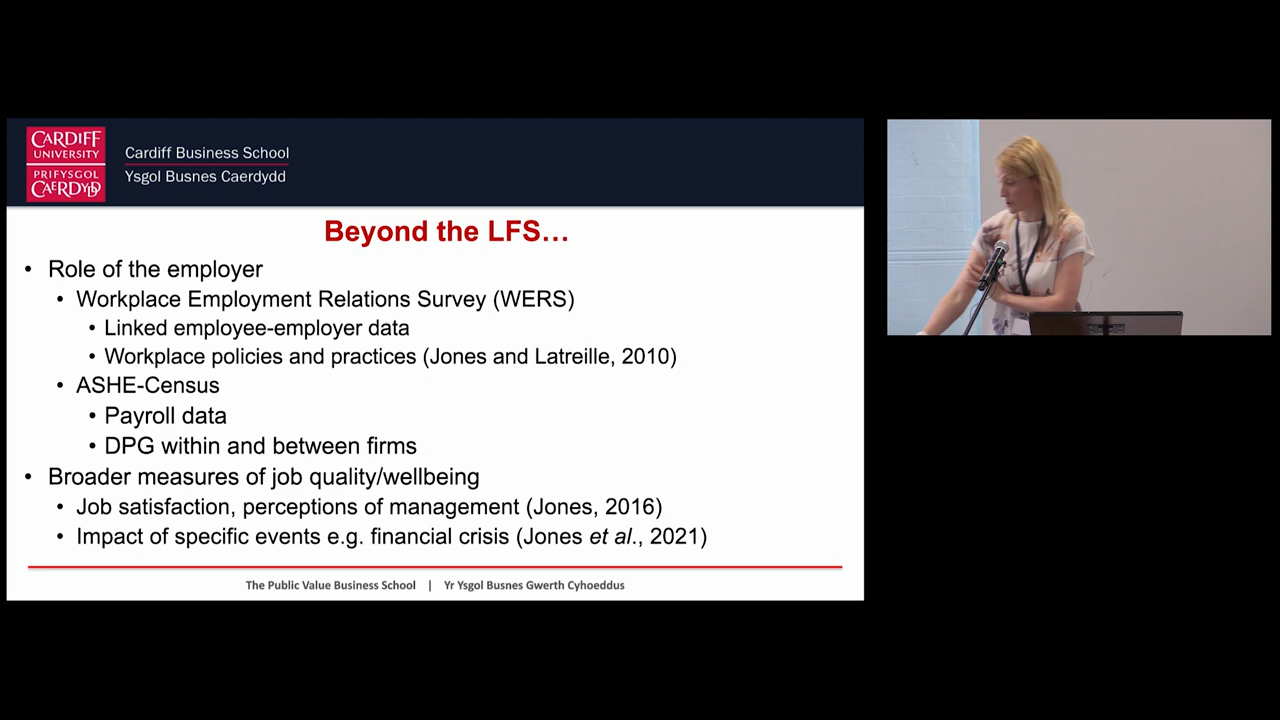 CARDIFF
UNIVERSITY
PRIFYSGOL
CAERDYDD
Cardiff Business School
Ysgol Busnes Caerdydd
Beyond the LFS…
• Role of the employer
• Workplace Employment Relations Survey (WERS)
• Linked employee-employer data
• Workplace policies and practices (Jones and Latreille, 2010)
• ASHE-Census
• Payroll data
• DPG within and between firms
• Broader measures of job quality/wellbeing
• Job satisfaction, perceptions of management (Jones, 2016)
• Impact of specific events e.g. financial crisis (Jones et al., 2021)
The Public Value Business School | Yr Ysgol Busnes Gwerth Cyhoeddus